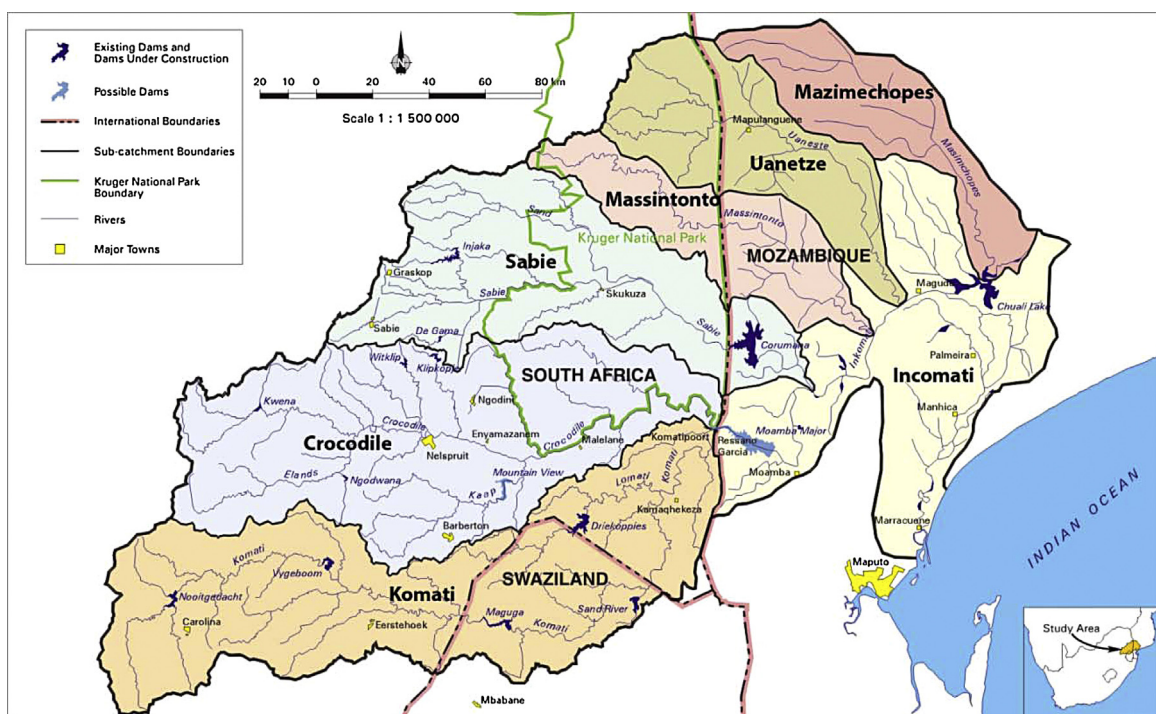 Existing Dams and
Dams Under Construction
Possible Dams
International Boundaries
Sub-catchment Boundaries
Kruger National Park
Boundary
Rivers
Major Towns
N
20 0 20 40 60 80 km
Scale 1 : 1 500 000
Mazimechopes
Mapulanguene
Uaneste
Uanetze
Masimchopes
Massintonto
Massintonto
Sand
Kruger National Park
MOZAMBIQUE
Injaka
Graskop
Sabie
Sabie
Skukuza
Magude
Chuali Lake
Sabie
Sabie
De Gama
Corumana
Inkomati
Palmeira
Witklip
Klipkopje
SOUTH AFRICA
Incomati
Kwena
Ngodini
Manhica
Crocodile
Crocodile
Enyamazanem
Crocodile
Malelane
Komatipoort
Ressano
Garcia
Moamba Major
Nelspruit
Mountain View
Moamba
Elands
Ngodwana
Kaap
Lomati
Komati
Kamaqhekeza
Barberton
Driekoppies
Marracuene
INDIAN OCEAN
Komati
Vygeboom
SWAZILAND
Maputo
Komati
Nooitgedacht
Maguga
Sand River
Carolina
Eerstehoek
Komati
Study Area
Mbabane